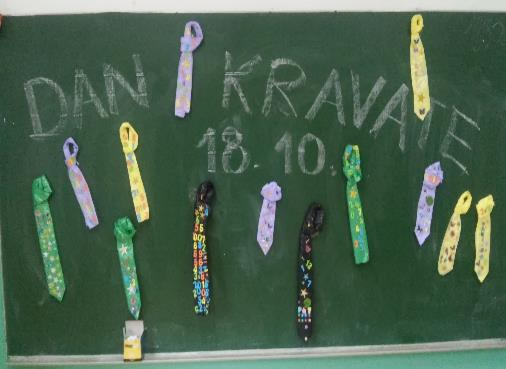 DAN KRAVATE
18. 10.